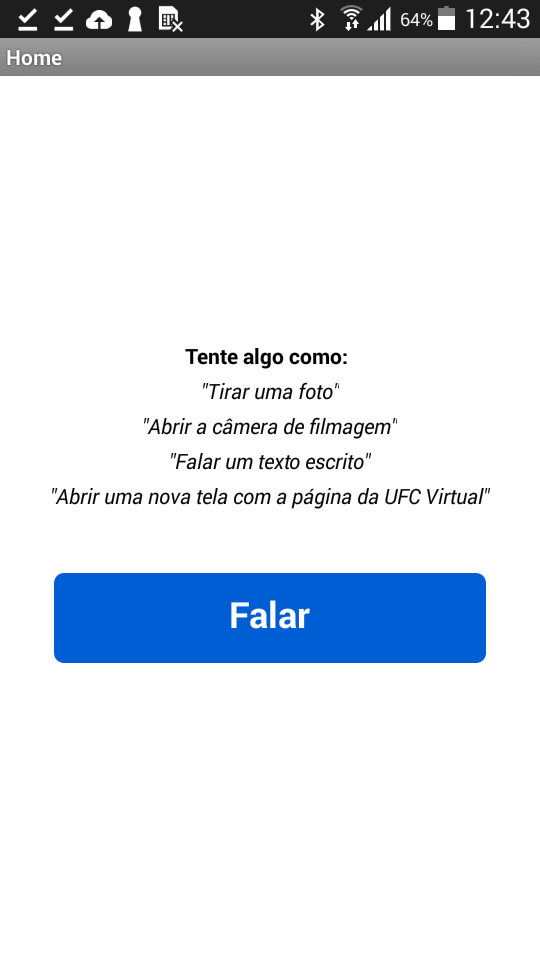 64% 12:43
Home
Tente algo como:
"Tirar uma foto"
"Abrir a câmera de filmagem"
"Falar um texto escrito"
"Abrir uma nova tela com a página da UFC Virtual"
Falar